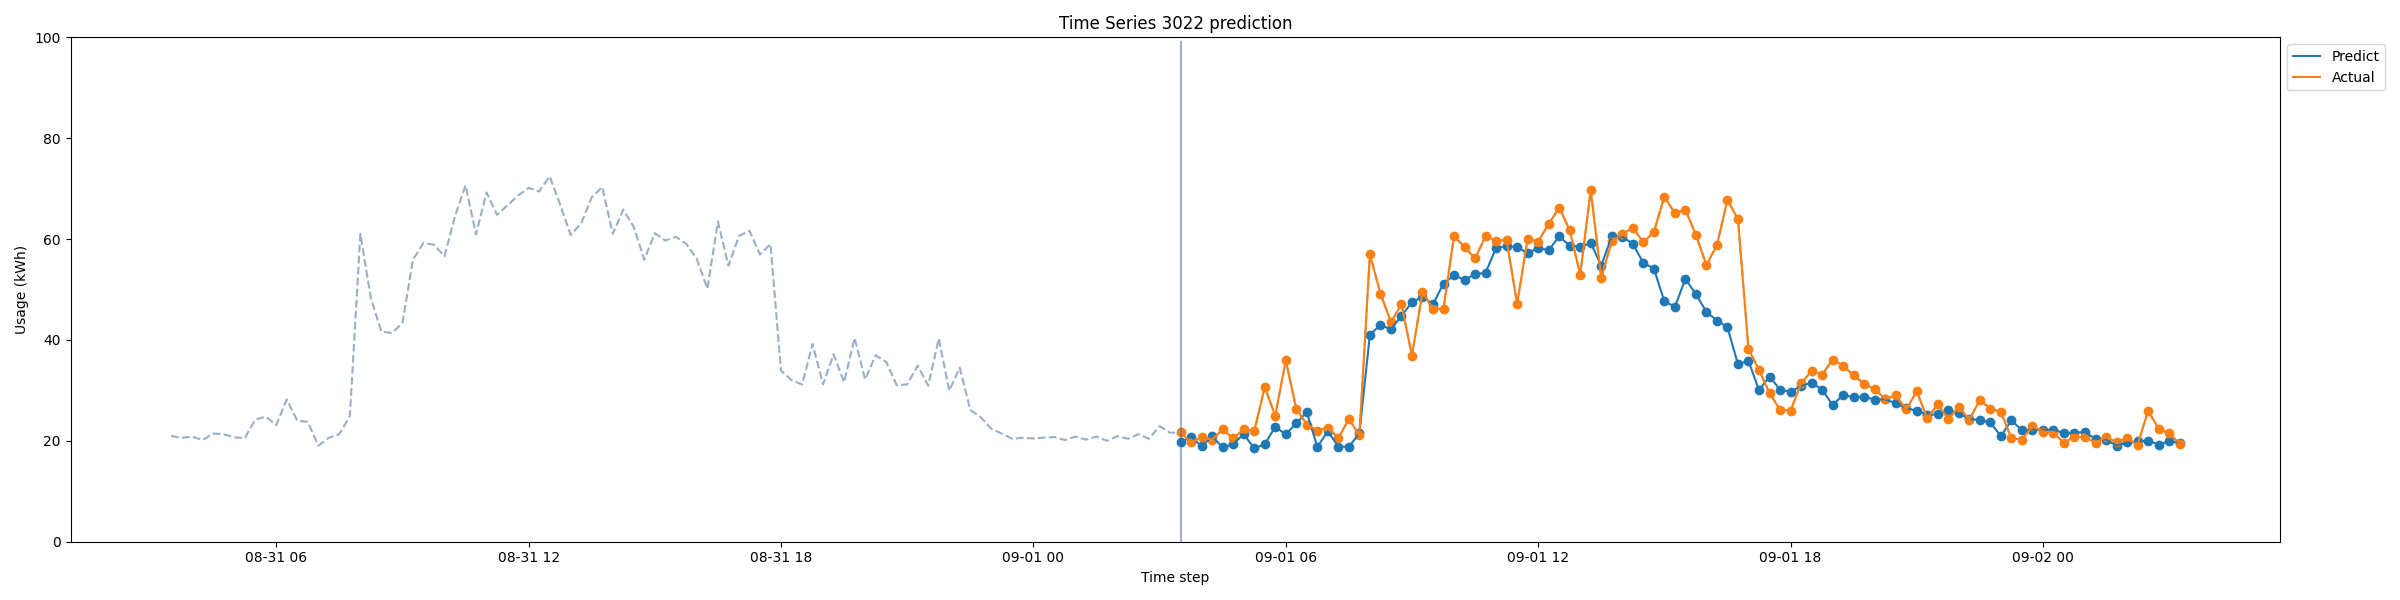 Time Series 3022 prediction
100
80
60
40
20
0
Usage (kWh)
08-31 06
08-31 12
08-31 18
09-01 00
09-01 06
09-01 12
09-01 18
09-02 00
Time step
Predict
Actual